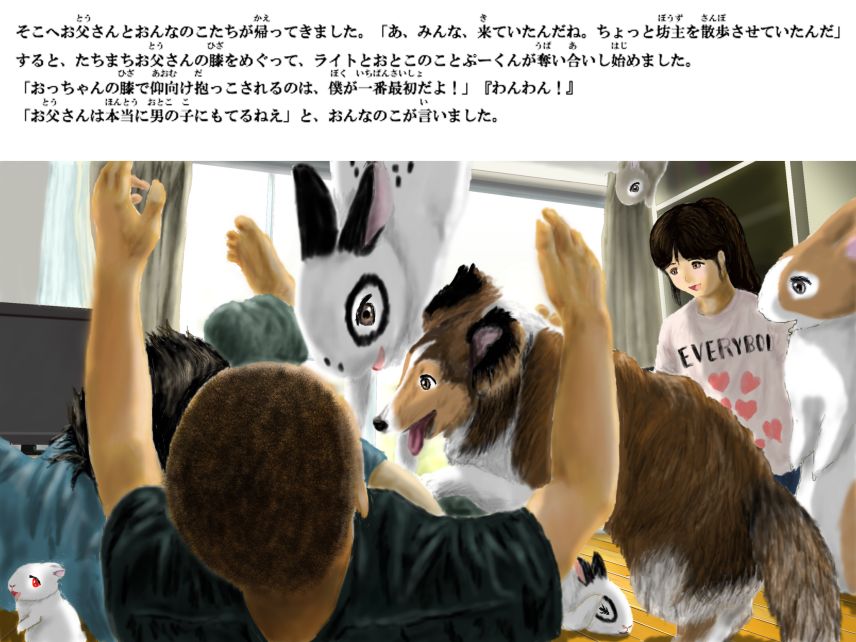 そこへお父さんとおんなのこたちが帰ってきました。「あ、みんな、来ていたんだね。ちょっと坊主を散歩させていたんだ」
すると、たちまちお父さんの膝をめぐって、ライトとおとこのことぷーくんが奪い合いし始めました。
「おっちゃんの膝で仰向け抱っこされるのは、僕が一番最初だよ！」『わんわん！』
「お父さんは本当に男の子にもてるねえ」と、おんなのこが言いました。
EVERYBO